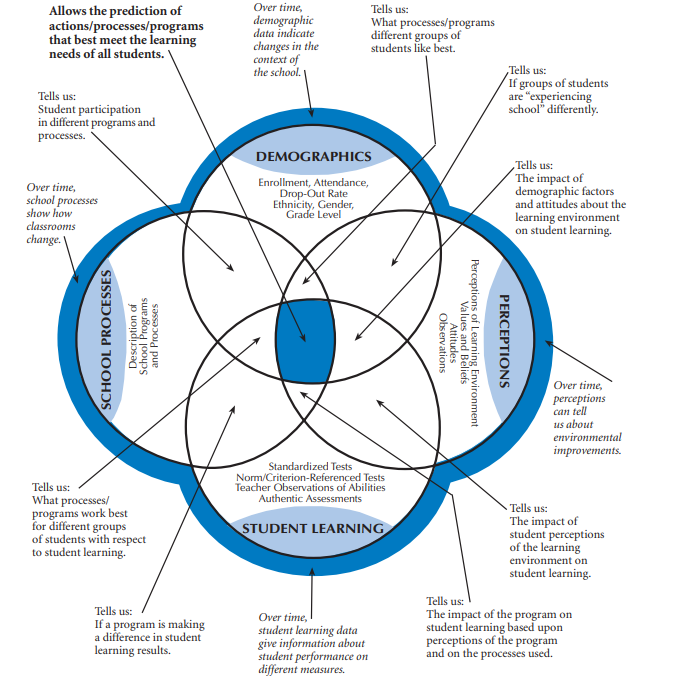 Allows the prediction of
actions/processes/programs
that best meet the learning
needs of all students.
Over time,
demographic
data indicate
changes in the
context of
the school.
Tells us:
What processes/programs
different groups of
students like best.
Tells us:
If groups of students
are “experiencing
school” differently.
Tells us:
Student participation
in different programs and
processes.
Tells us:
The impact of
demographic factors
and attitudes about the
learning environment
on student learning.
Over time,
school processes
show how
classrooms
change.
DEMOGRAPHICS
Enrollment, Attendance,
Drop-Out Rate
Ethnicity, Gender,
Grade Level
SCHOOL PROCESSES
Description of
School Programs
and Processes
PERCEPTIONS
Perceptions of Learning Environment
Values and Beliefs
Attitudes
Observations
Over time,
perceptions
can tell
us about
environmental
improvements.
Standardized Tests
Norm/Criterion-Referenced Tests
Teacher Observations of Abilities
Authentic Assessments
STUDENT LEARNING
Tells us:
What processes/
programs work best
for different groups
of students with respect
to student learning.
Tells us:
The impact of
student perceptions
of the learning
environment on
student learning.
Tells us:
If a program is making
a difference in student
learning results.
Over time,
student learning data
give information about
student performance on
different measures.
Tells us:
The impact of the program on
student learning based upon
perceptions of the program
and on the processes used.